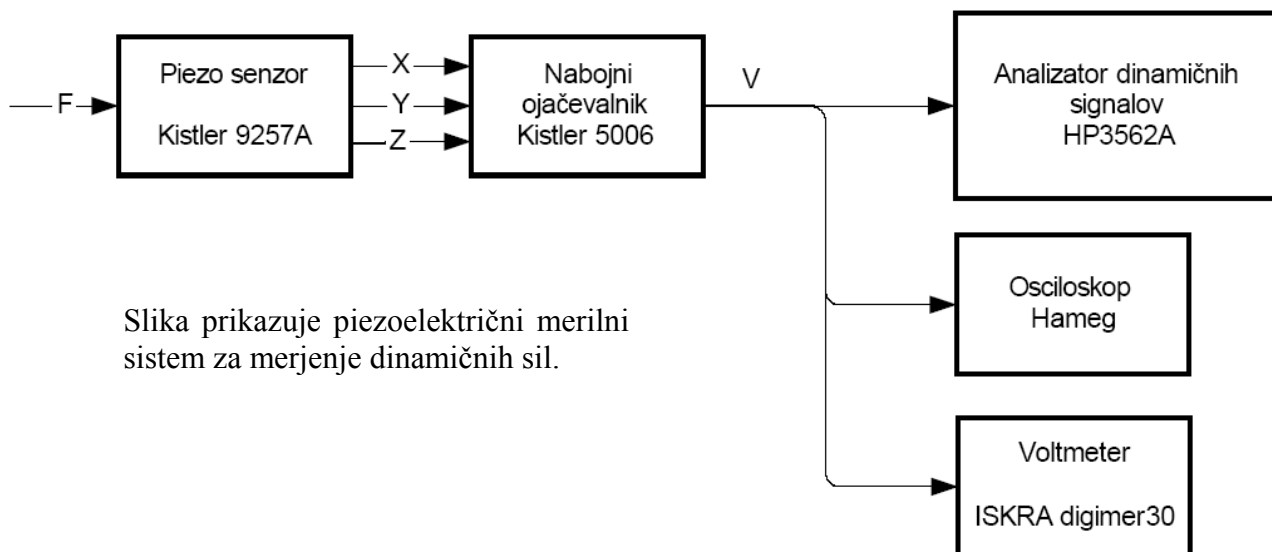 F
Piezo senzor
Kistler 9257A
X
Y
Z
Nabojni
ojačevalnik
Kistler 5006
V
Analizator dinamičnih
signalov
HP3562A
Osciloskop
Hameg
Voltmeter
ISKRA digimer30
Slika prikazuje piezoelektrični merilni
sistem za merjenje dinamičnih sil.